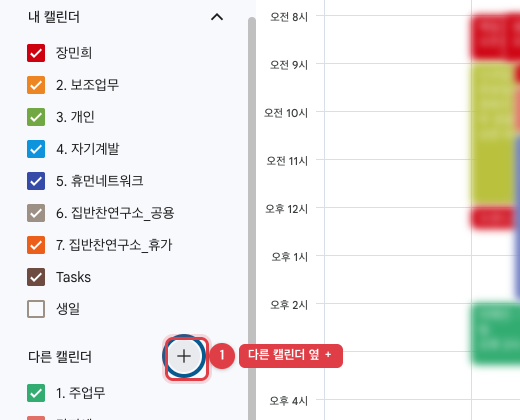 내 캘린더
장민희
2. 보조업무
3. 개인
4. 자기계발
5. 휴먼네트워크
6. 집반찬연구소_공용
7. 집반찬연구소_휴가
Tasks
생일
다른 캘린더
1 다른 캘린더 옆 +
1. 주업무
오전 8시
오전 9시
오전 10시
오전 11시
오후 12시
오후 1시
오후 2시
오후 4시